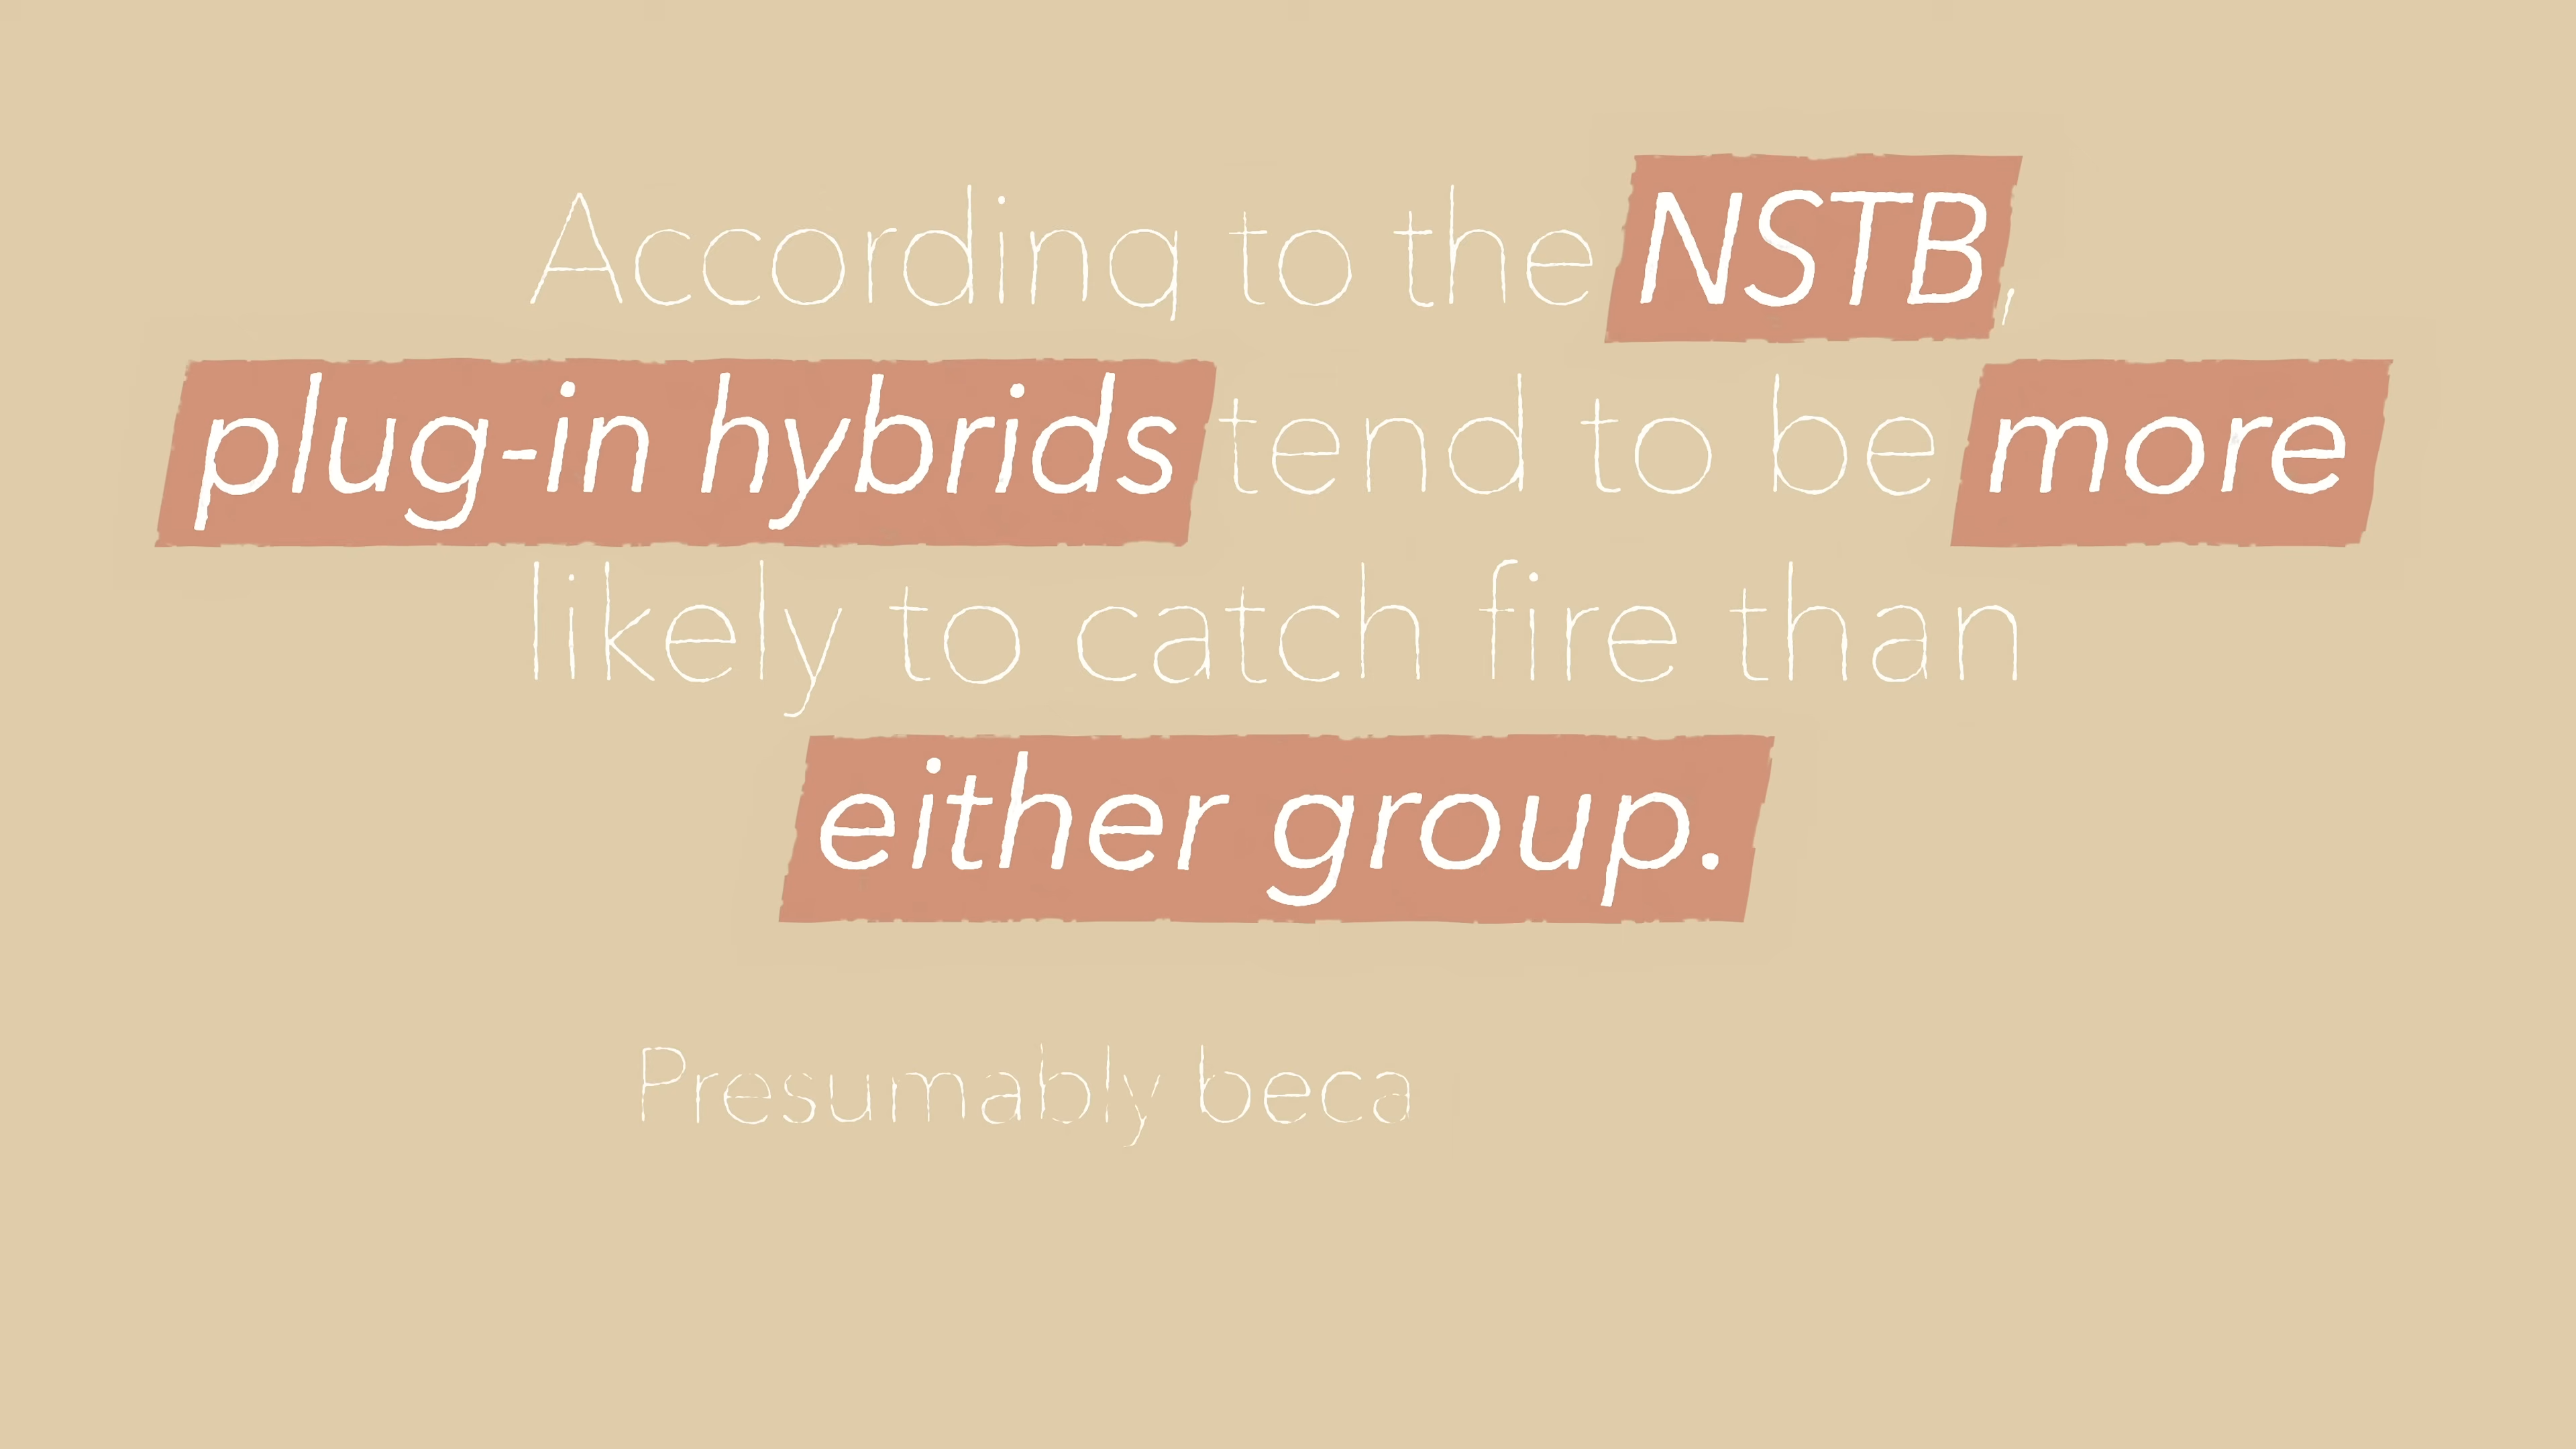 According to the NSTB,
plug-in hybrids tend to be more
likely to catch fire than
either group.
Presumably beca